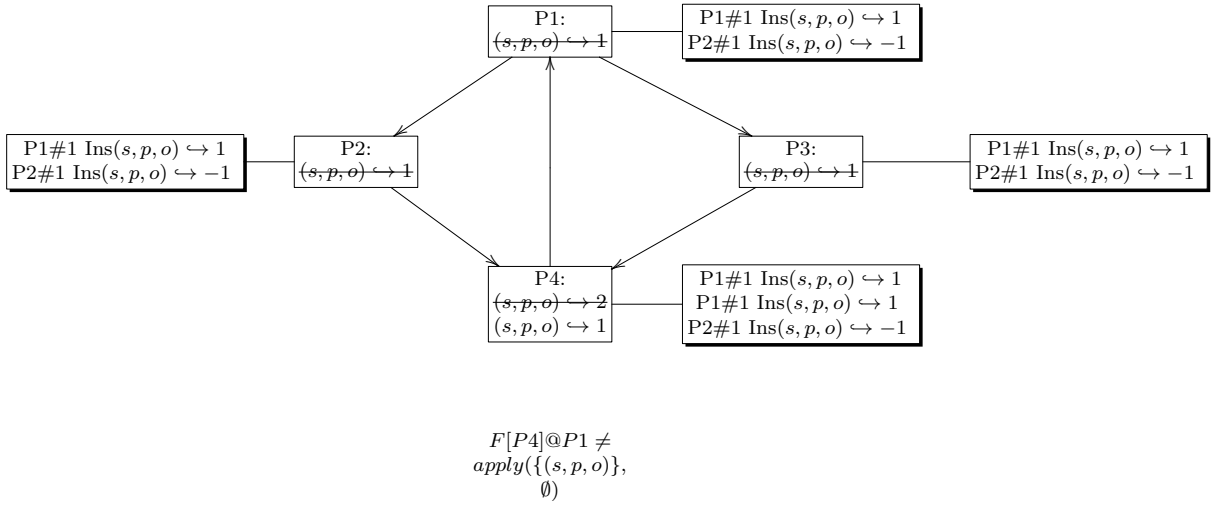 P1:
(s, p, o) ↪ 1
P1#1 Ins(s, p, o) ↪ 1
P2#1 Ins(s, p, o) ↪ −1
P1#1 Ins(s, p, o) ↪ 1
P2#1 Ins(s, p, o) ↪ −1
P2:
(s, p, o) ↪ 1
P3:
(s, p, o) ↪ 1
P1#1 Ins(s, p, o) ↪ 1
P2#1 Ins(s, p, o) ↪ −1
P4:
(s, p, o) ↪ 2
(s, p, o) ↪ 1
P1#1 Ins(s, p, o) ↪ 1
P1#1 Ins(s, p, o) ↪ 1
P2#1 Ins(s, p, o) ↪ −1
F[P4]@P1 ≠
apply({(s, p, o)},
∅)